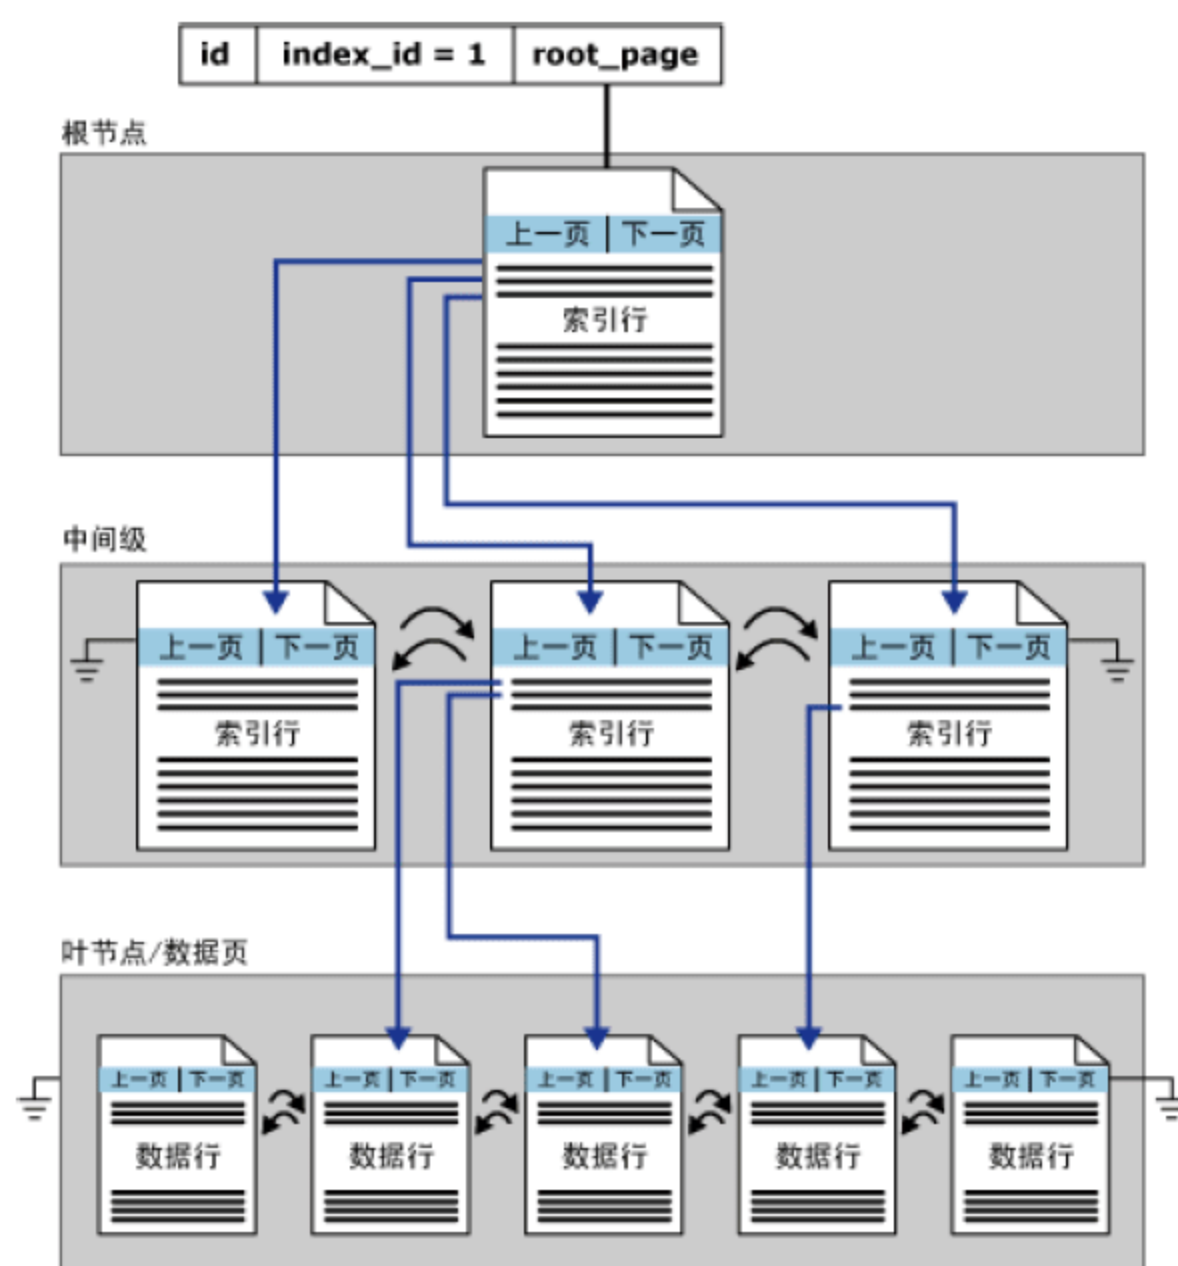 id index_id = 1 root_page
根节点
上一页 下一页
索引行
中间级
上一页 下一页 上一页 下一页 上一页 下一页
索引行 索引行 索引行
叶节点/数据页
上一页 下一页 上一页 下一页 上一页 下一页 上一页 下一页 上一页 下一页
数据行 数据行 数据行 数据行 数据行